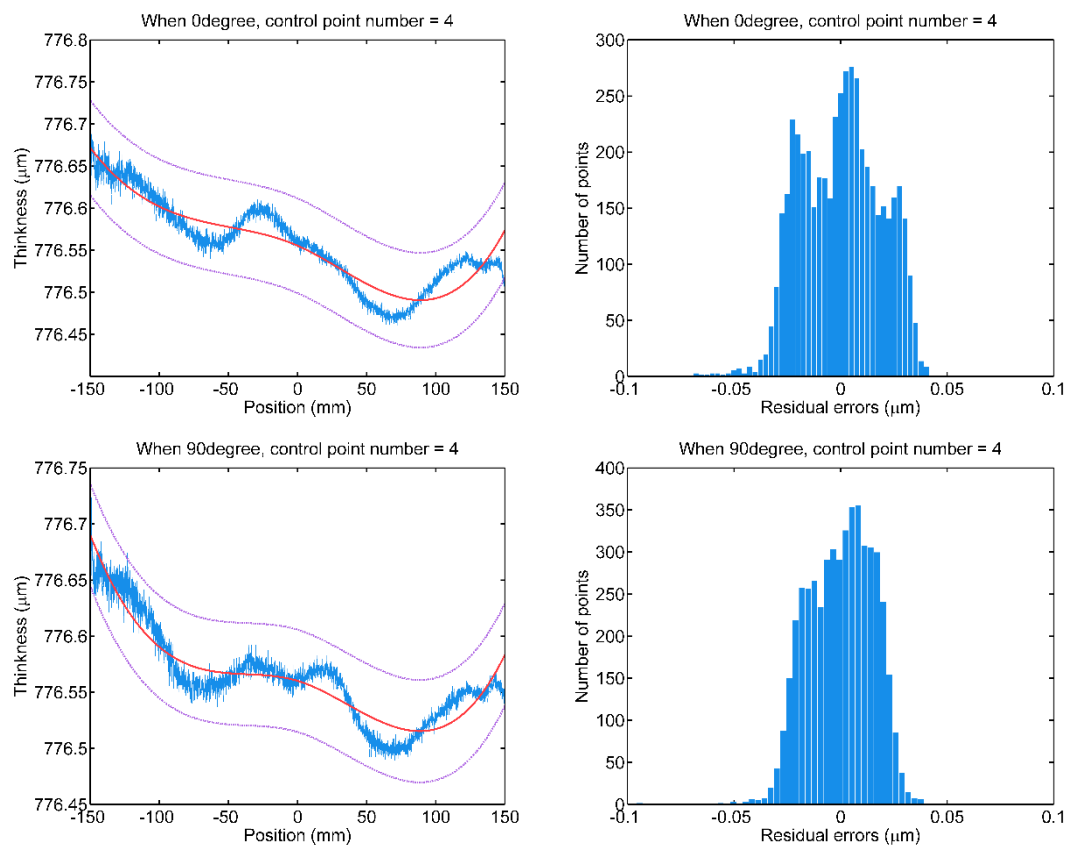 When 0degree, control point number = 4
776.8
776.75
776.7
776.65
776.6
776.55
776.5
776.45
776.4
Thinkness (μm)
-150 -100 -50 0 50 100 150
Position (mm)
When 0degree, control point number = 4
300
250
200
150
100
50
0
Number of points
-0.1 -0.05 0 0.05 0.1
Residual errors (μm)
When 90degree, control point number = 4
776.75
776.7
776.65
776.6
776.55
776.5
776.45
Thinkness (μm)
-150 -100 -50 0 50 100 150
Position (mm)
When 90degree, control point number = 4
400
350
300
250
200
150
100
50
0
Number of points
-0.1 -0.05 0 0.05 0.1
Residual errors (μm)